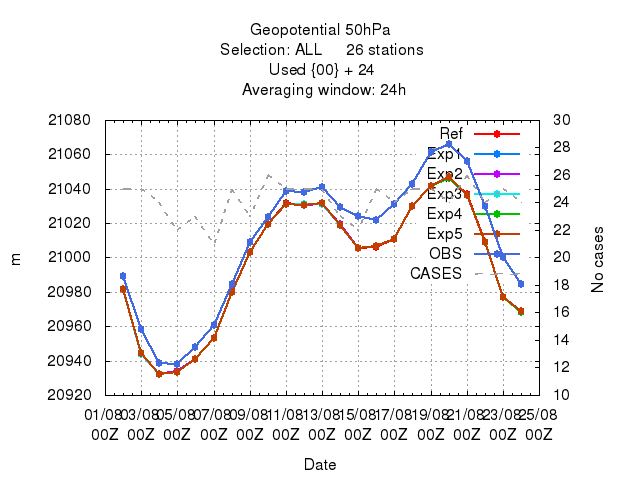 Geopotential 50hPa
Selection: ALL 26 stations
Used {00} + 24
Averaging window: 24h
21080
21060
21040
21020
21000
20980
20960
20940
20920
m
30
28
26
24
22
20
18
16
14
12
10
No cases
Ref
Exp1
Exp2
Exp3
Exp4
Exp5
OBS
CASES
01/08 03/08 05/08 07/08 09/08 11/08 13/08 15/08 17/08 19/08 21/08 23/08 25/08
00Z 00Z 00Z 00Z 00Z 00Z 00Z 00Z 00Z 00Z 00Z 00Z 00Z
Date